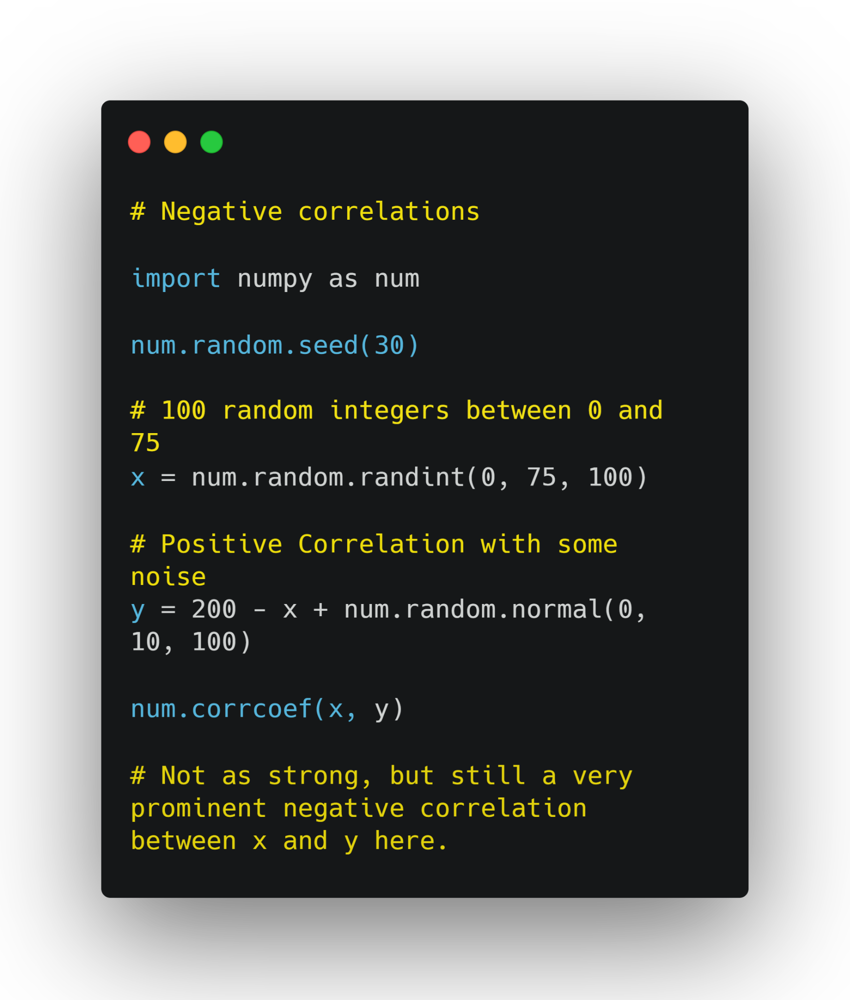 # Negative correlations
import numpy as num
num.random.seed(30)
# 100 random integers between 0 and
75
x = num.random.randint(0, 75, 100)
# Positive Correlation with some
noise
y = 200 - x + num.random.normal(0,
10, 100)
num.corrcoef(x, y)
# Not as strong, but still a very
prominent negative correlation
between x and y here.